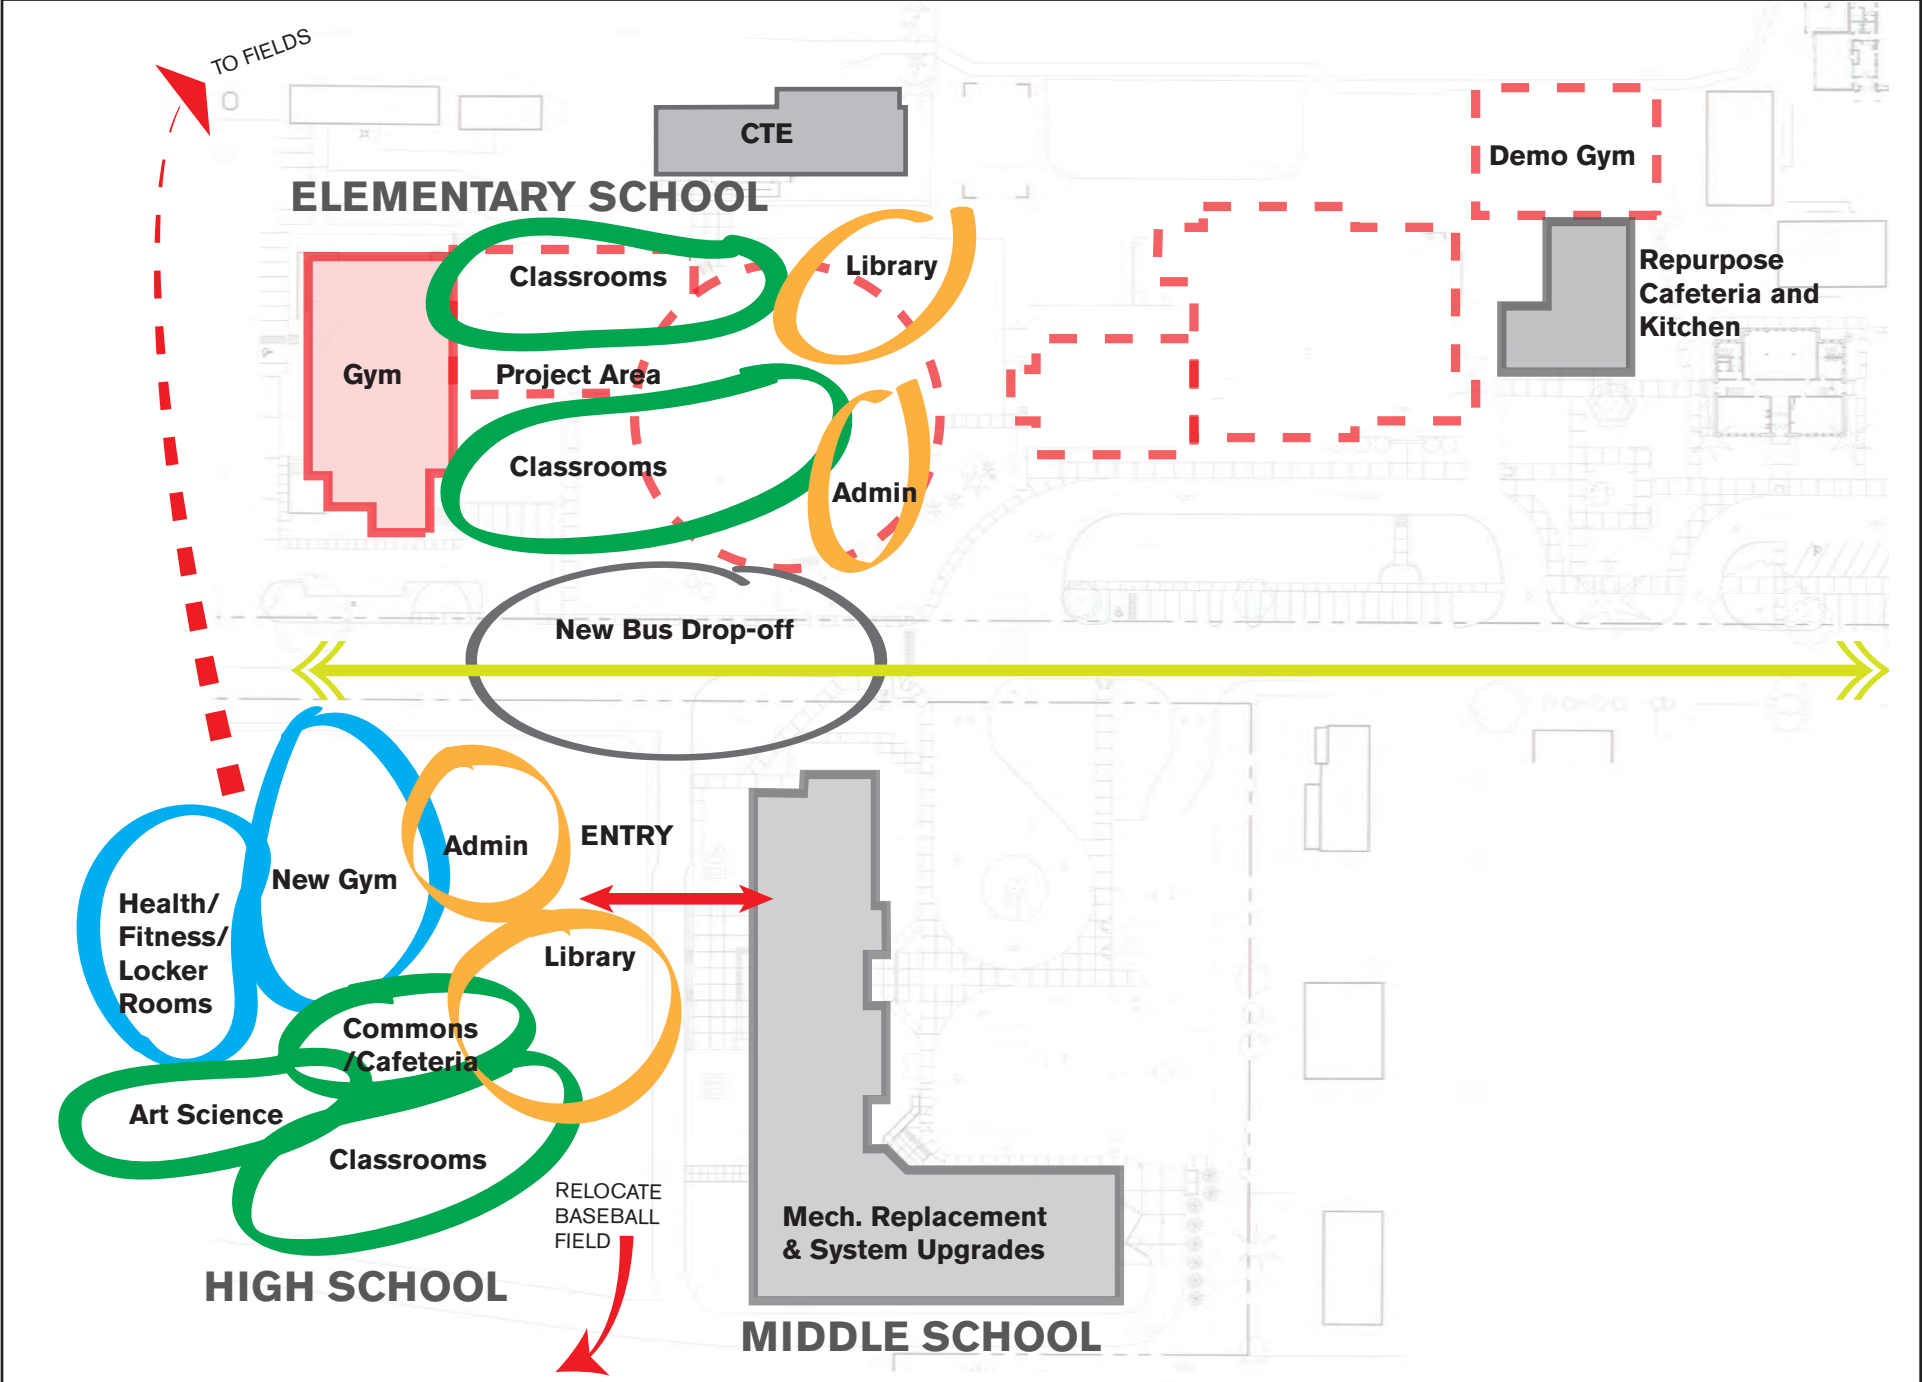 TO FIELDS
CTE
Demo Gym
ELEMENTARY SCHOOL
Classrooms
Library
Repurpose
Cafeteria and
Kitchen
Gym
Project Area
Classrooms
Admin
New Bus Drop-off
Admin
ENTRY
New Gym
Health/
Fitness/
Locker
Rooms
Library
Commons
/Cafeteria
Art Science
Classrooms
RELOCATE
BASEBALL
FIELD
Mech. Replacement
& System Upgrades
HIGH SCHOOL
MIDDLE SCHOOL